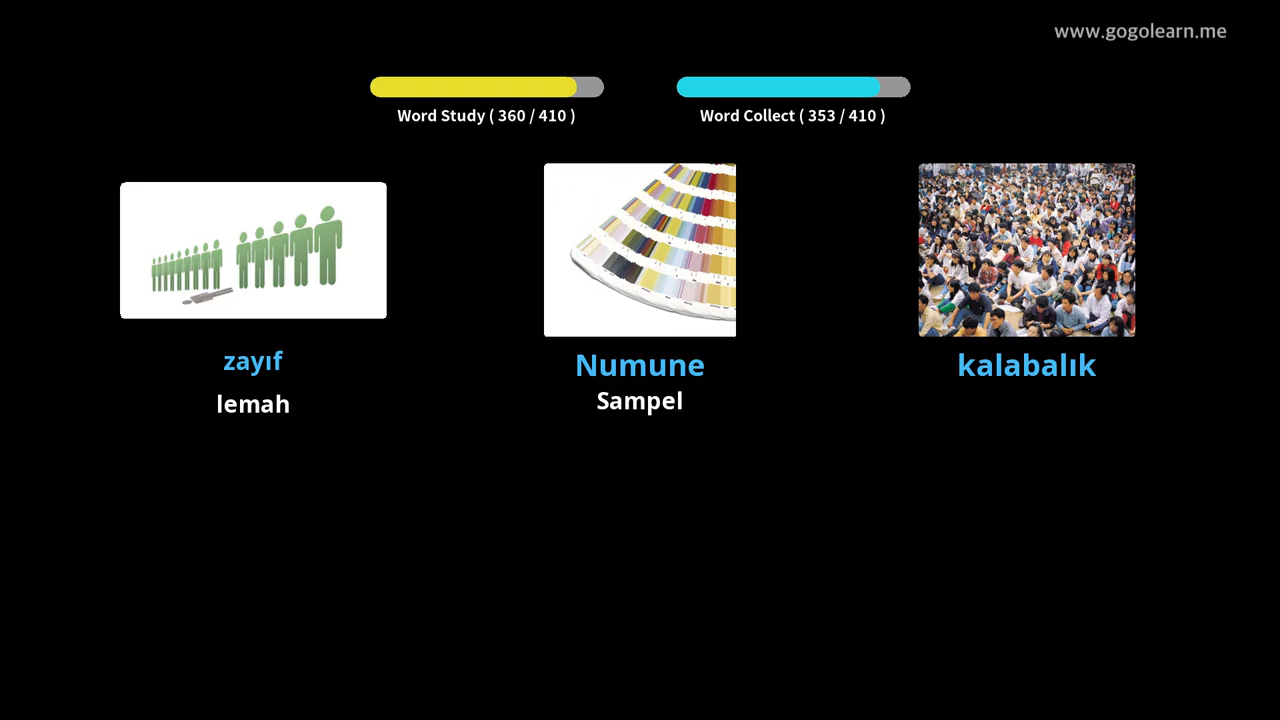 www.gogolearn.me
Word Study ( 360 / 410 )
Word Collect ( 353 / 410 )
zayıf
lemah
Numune
Sampel
kalabalık